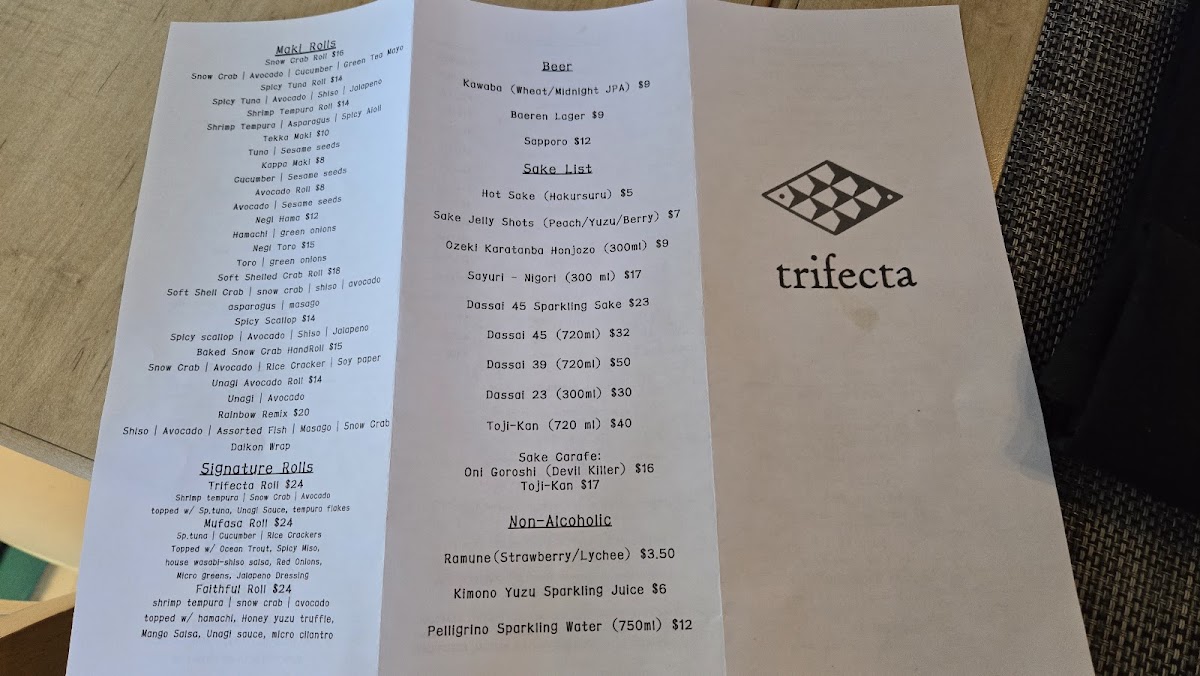 Maki Rolls
Snow Crab Roll $16
Snow Crab | Avocado | Cucumber | Green Tea Mayo
Spicy Tuna Roll $14
Spicy Tuna | Avocado | Shiso | Jalapeno
Shrimp Tempura Roll $14
Shrimp Tempura | Asparagus | Spicy Aioli
Tekka Maki $10
Tuna | Sesame seeds
Kappa Maki $8
Cucumber | Sesame seeds
Avocado Roll $8
Avocado | Sesame seeds
Negi Hama $12
Hamachi | green onions
Negi Toro $15
Toro | green onions
Soft Shelled Crab Roll $18
Soft Shell Crab | snow crab | shiso | avocado
asparagus | masago
Spicy Scallop $14
Spicy scallop | Avocado | Shiso | Jalapeno
Baked Snow Crab HandRoll $15
Snow Crab | Avocado | Rice Cracker | Soy paper
Unagi Avocado Roll $14
Unagi | Avocado
Rainbow Remix $20
Shiso | Avocado | Assorted Fish | Masago | Snow Crab
Daikon Wrap
Signature Rolls
Trifecta Roll $24
Shrimp tempura | Snow Crab | Avocado
topped w/ Sp.tuna, Unagi Sauce, tempura flakes
Mufasa Roll $24
Sp.tuna | Cucumber | Rice Crackers
Topped w/ Ocean Trout, Spicy Miso,
house wasabi-shiso salsa, Red Onions,
Micro greens, Jalapeno Dressing
Faithful Roll $24
shrimp tempura | snow crab | avocado
topped w/ hamachi, Honey yuzu truffle,
Mango Salsa, Unagi sauce, micro cilantro
Beer
Kawaba (Wheat/Midnight JPA) $9
Baeren Lager $9
Sapporo $12
Sake List
Hot Sake (Hakursuru) $5
Sake Jelly Shots (Peach/Yuzu/Berry) $7
Ozeki Karatanba Honjozo (300ml) $9
Sayuri - Nigori (300 ml) $17
Dassai 45 Sparkling Sake $23
Dassai 45 (720ml) $32
Dassai 39 (720ml) $50
Dassai 23 (300ml) $30
Toji-Kan (720 ml) $40
Sake Carafe:
Oni Goroshi (Devil Killer) $16
Toji-Kan $17
Non-Alcoholic
Ramune(Strawberry/Lychee) $3.50
Kimono Yuzu Sparkling Juice $6
Pelligrino Sparkling Water (750ml) $12
trifecta